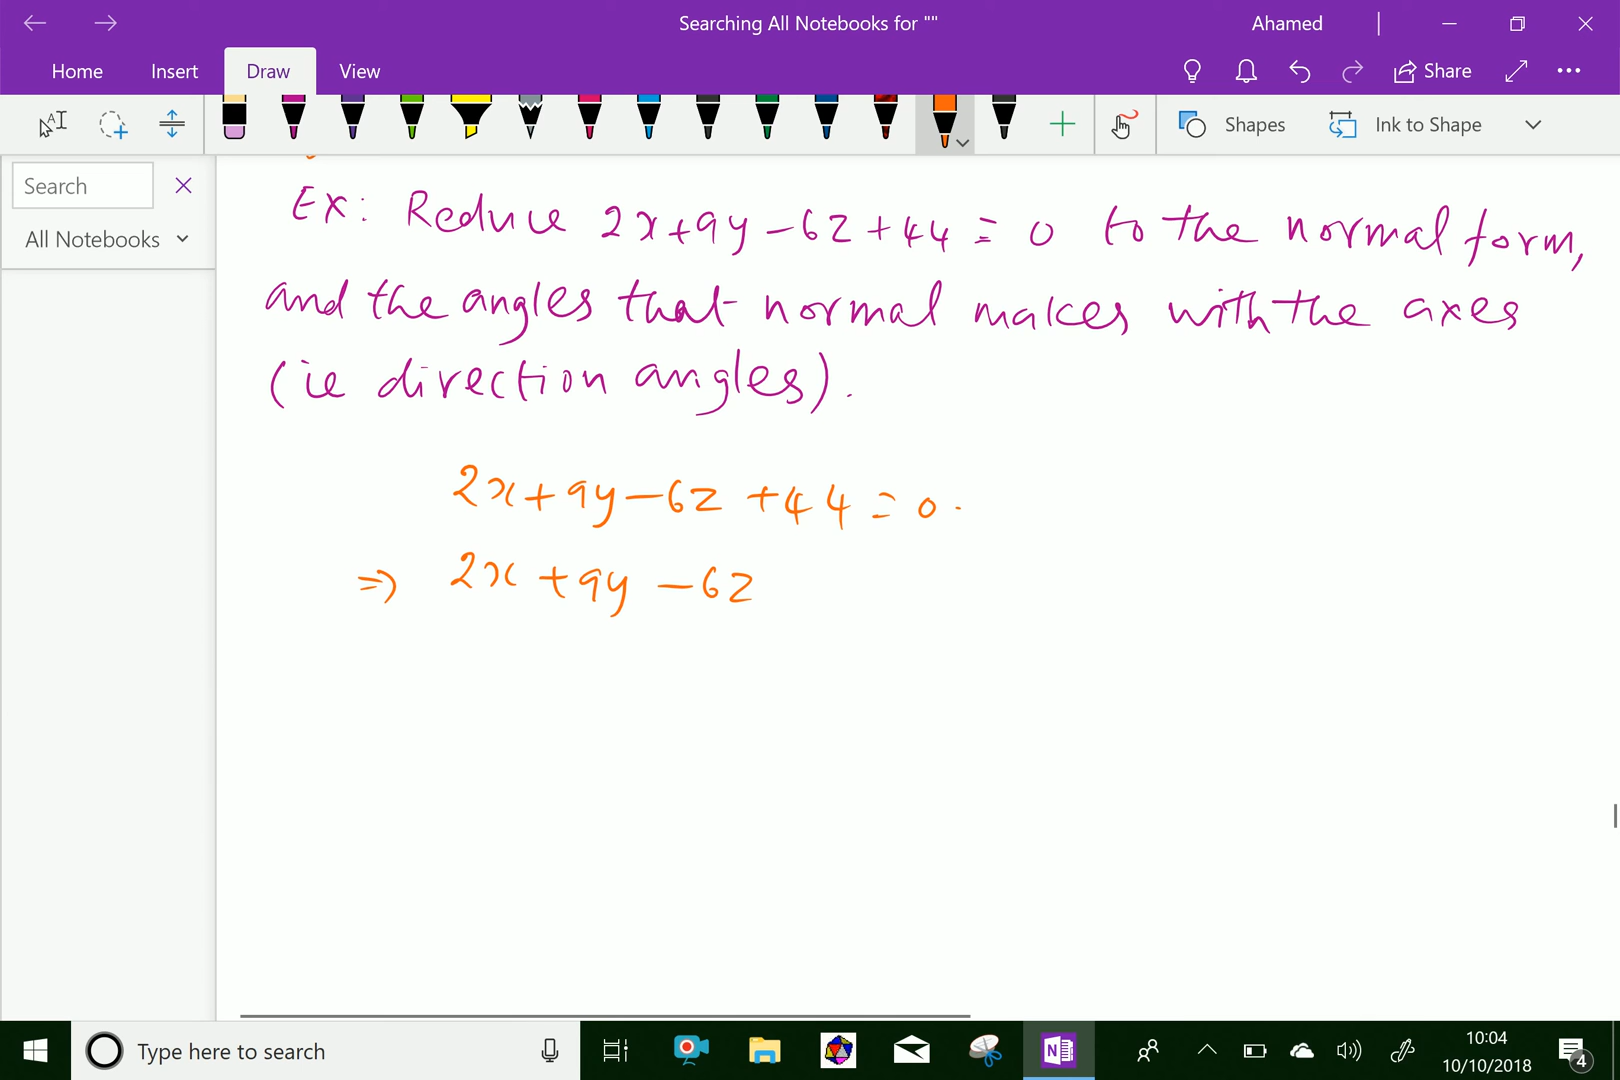 Searching All Notebooks for ""
Ahamed
Home Insert Draw View
Share
Shapes
Ink to Shape
Search
All Notebooks
Ex: Reduce 2x+9y-6z+44=0 to the normal form,
and the angles that normal makes with the axes
(ie direction angles).
2x+9y-6z+44=0.
⇒ 2x+9y-6z
Type here to search
N
10:04
10/10/2018
4